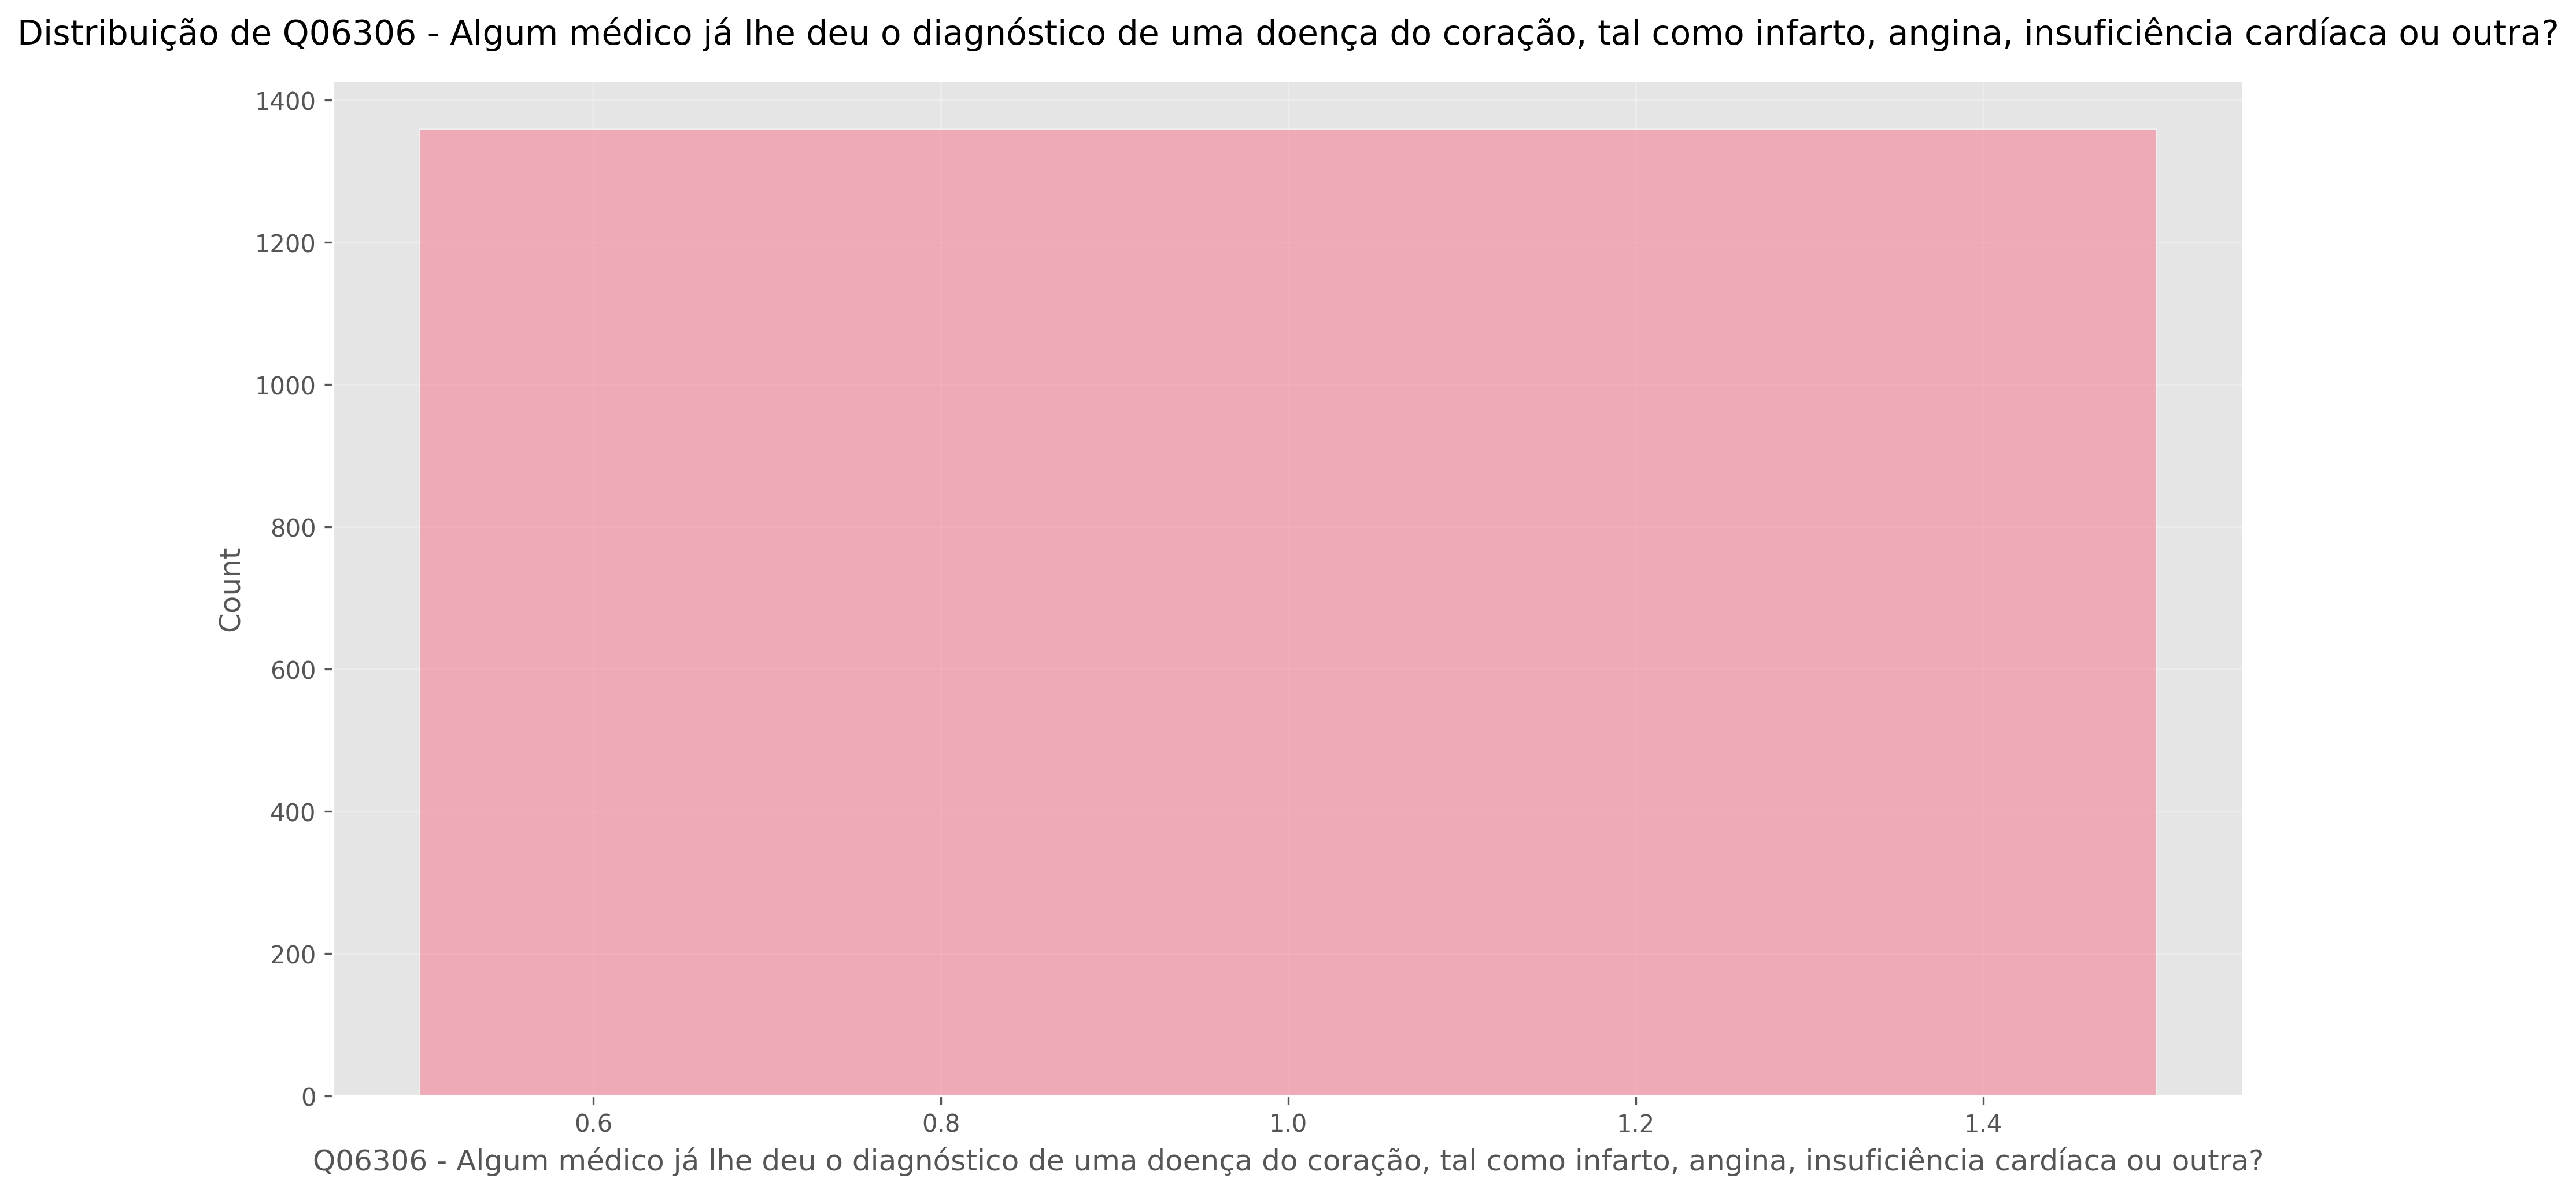 Distribuição de Q06306 - Algum médico já lhe deu o diagnóstico de uma doença do coração, tal como infarto, angina, insuficiência cardíaca ou outra?
1400
1200
1000
800
600
400
200
0
Count
0.6 0.8 1.0 1.2 1.4
Q06306 - Algum médico já lhe deu o diagnóstico de uma doença do coração, tal como infarto, angina, insuficiência cardíaca ou outra?